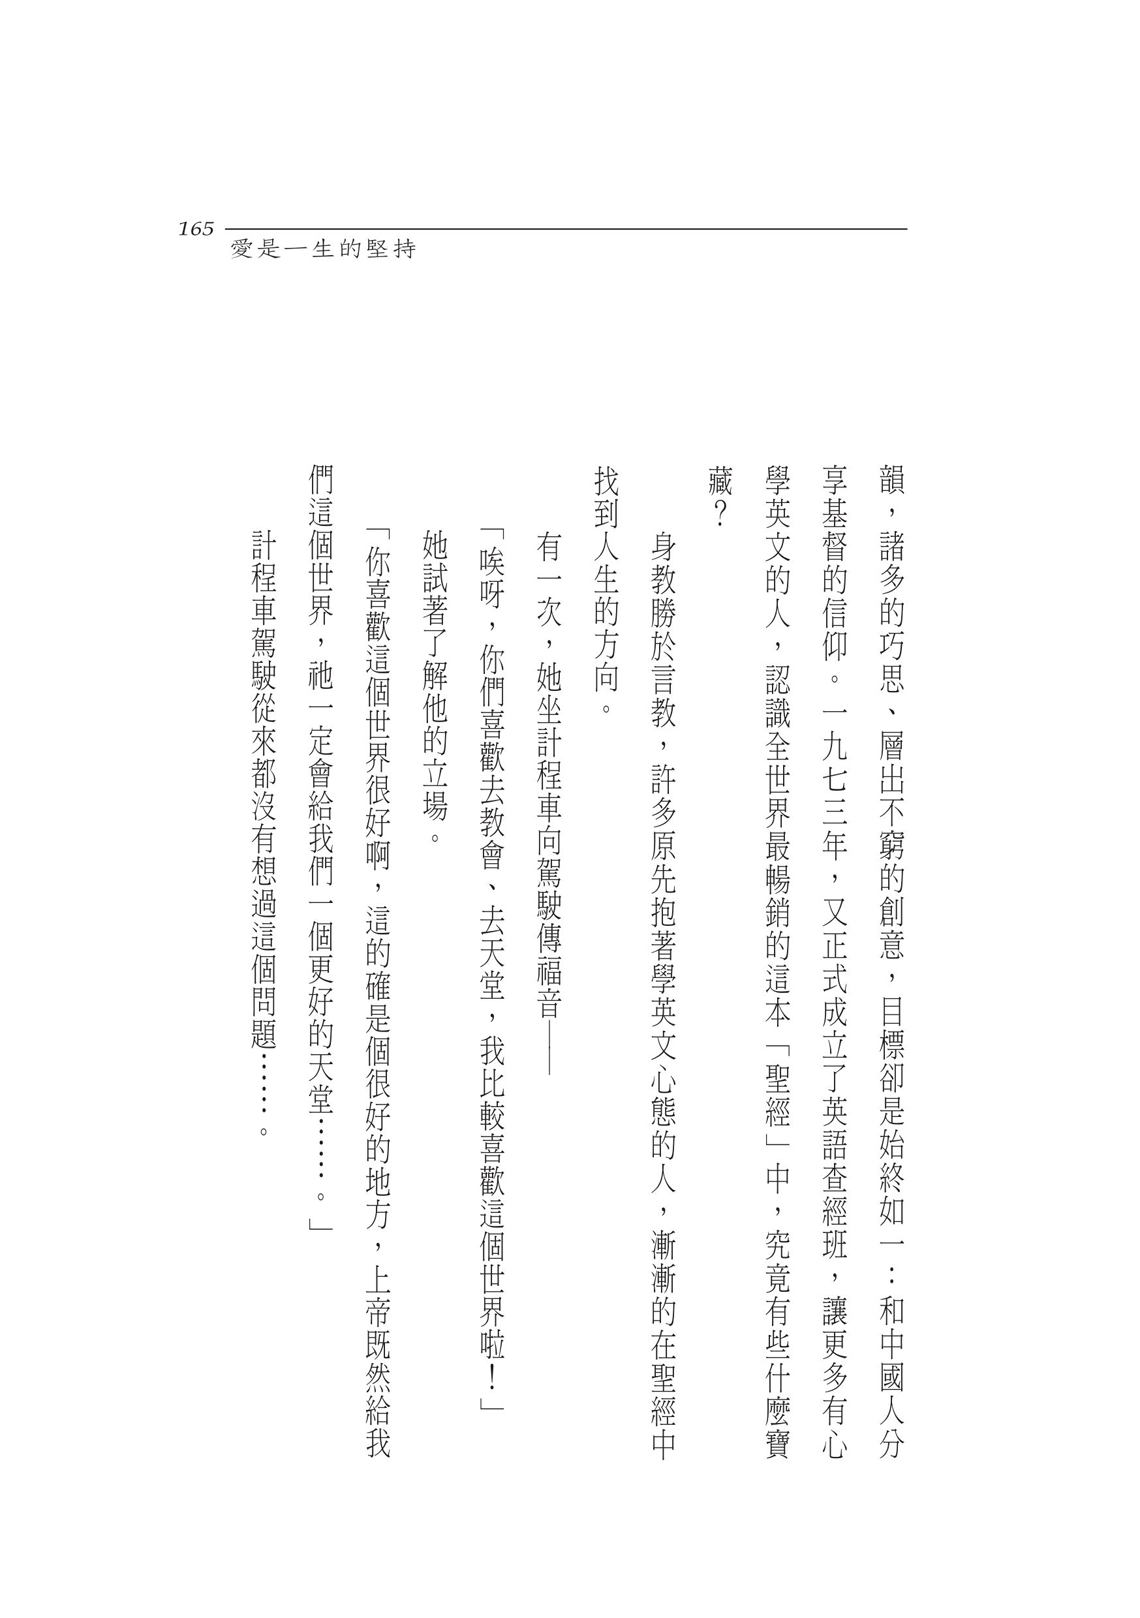 165
愛是一生的堅持
韻，諸多的巧思、層出不窮的創意，目標卻是始終如一：和中國人分
享基督的信仰。一九七三年，又正式成立了英語查經班，讓更多有心
學英文的人，認識全世界最暢銷的這本「聖經」中，究竟有些什麼寶
藏？
身教勝於言教，許多原先抱著學英文心態的人，漸漸的在聖經中
找到人生的方向。
有一次，她坐計程車向駕駛傳福音——
「唉呀，你們喜歡去教會、去天堂，我比較喜歡這個世界啦！」
她試著了解他的立場。
「你喜歡這個世界很好啊，這的確是個很好的地方，上帝既然給我
們這個世界，祂一定會給我們一個更好的天堂……。」
計程車駕駛從來都沒有想過這個問題……。